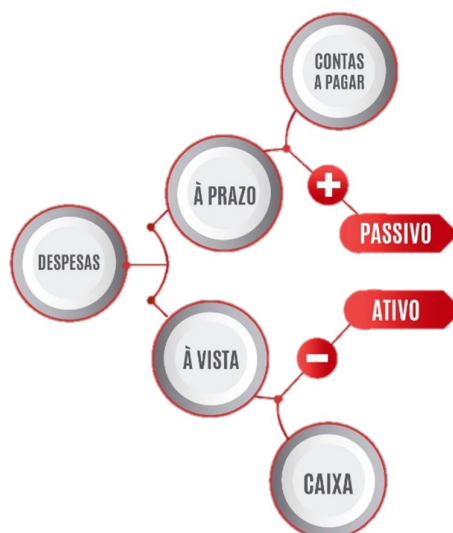 CONTAS
A PAGAR
À PRAZO
+
PASSIVO
DESPESAS
ATIVO
À VISTA
-
CAIXA